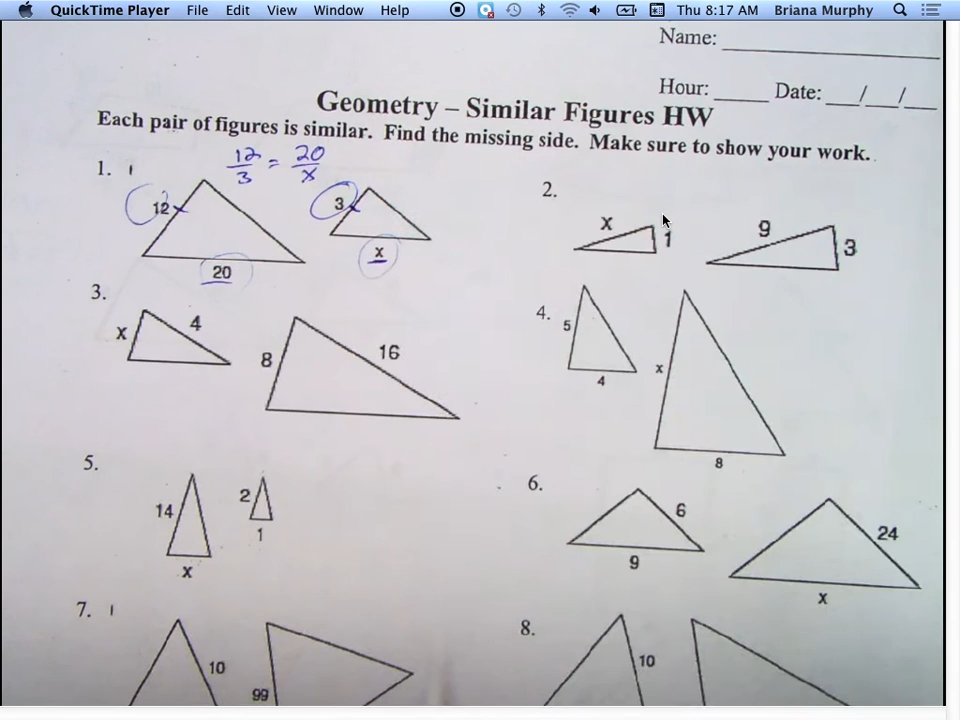 QuickTime Player File Edit View Window Help Thu 8:17 AM Briana Murphy
Name:
Hour: Date: / /
Geometry – Similar Figures HW
Each pair of figures is similar. Find the missing side. Make sure to show your work.
1.
12/3 = 20/x
12
3
20
x
2.
x
1
9
3
3.
x
4
8
16
4.
5
4
x
8
5.
14
x
2
1
6.
6
9
24
x
7.
10
99
8.
10